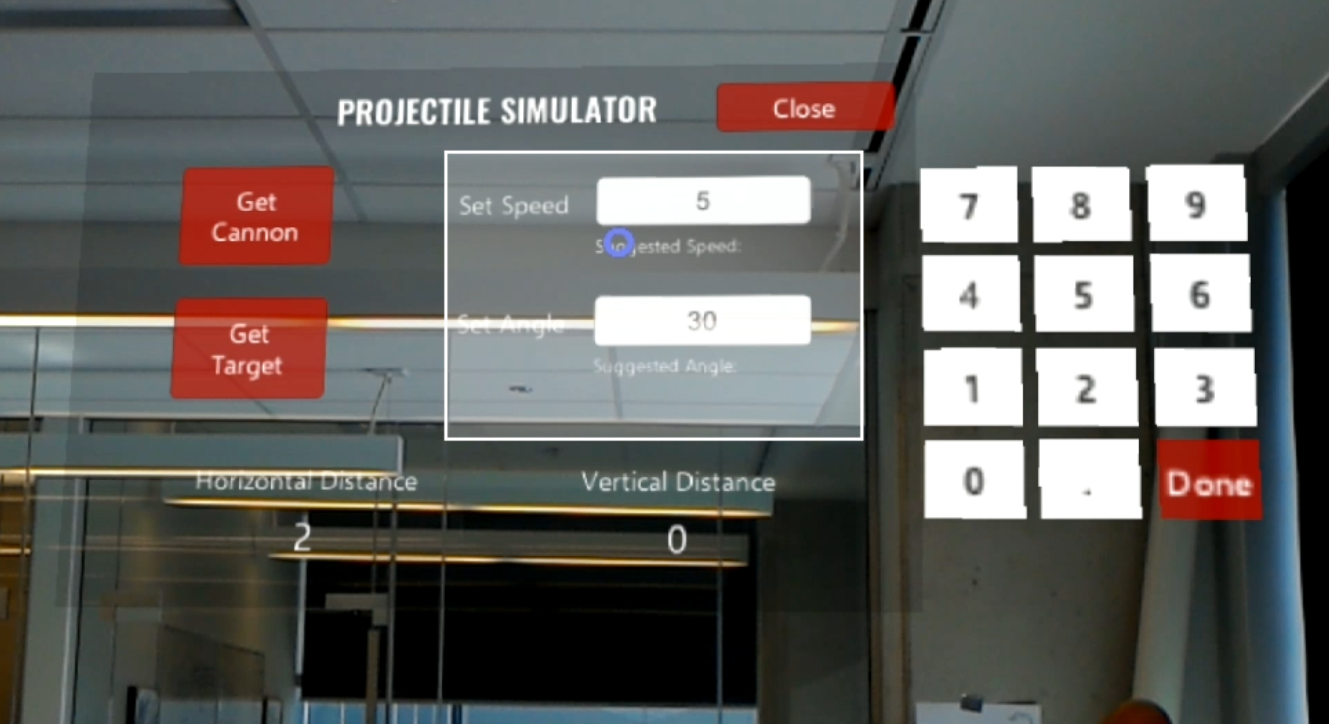 PROJECTILE SIMULATOR
Close
Get
Cannon
Set Speed
5
Suggested Speed:
Get
Target
Set Angle
30
Suggested Angle:
Horizontal Distance
2
Vertical Distance
0
7 8 9
4 5 6
1 2 3
0 . Done